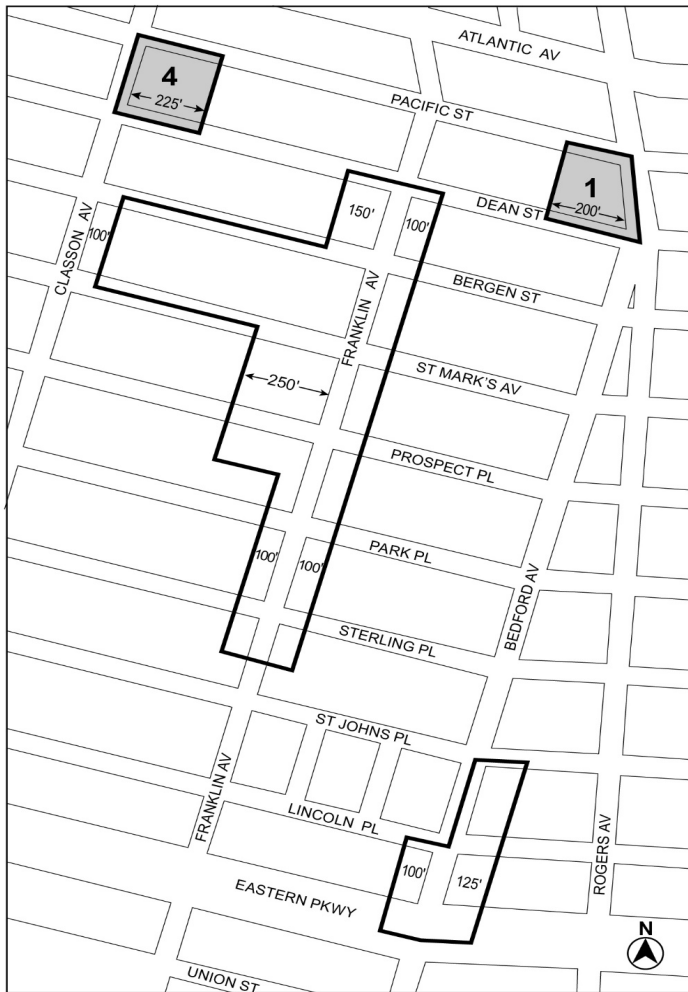 ATLANTIC AV
4
225'
PACIFIC ST
1
200'
DEAN ST
150'
100'
CLASSON AV
100'
FRANKLIN AV
BERGEN ST
ST MARK'S AV
250'
PROSPECT PL
PARK PL
100'
100'
BEDFORD AV
STERLING PL
ST JOHNS PL
FRANKLIN AV
LINCOLN PL
ROGERS AV
100'
125'
EASTERN PKWY
N
UNION ST